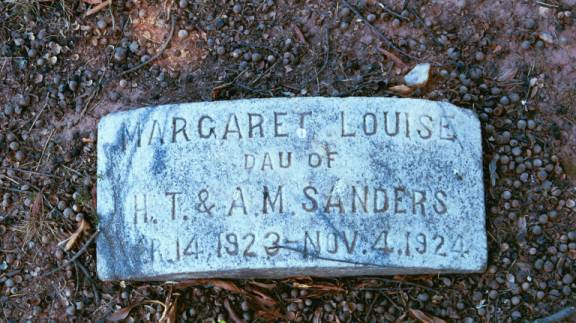 MARGARET LOUISE
DAU OF
H. T. & A. M. SANDERS
14, 1923 - NOV. 4, 1924